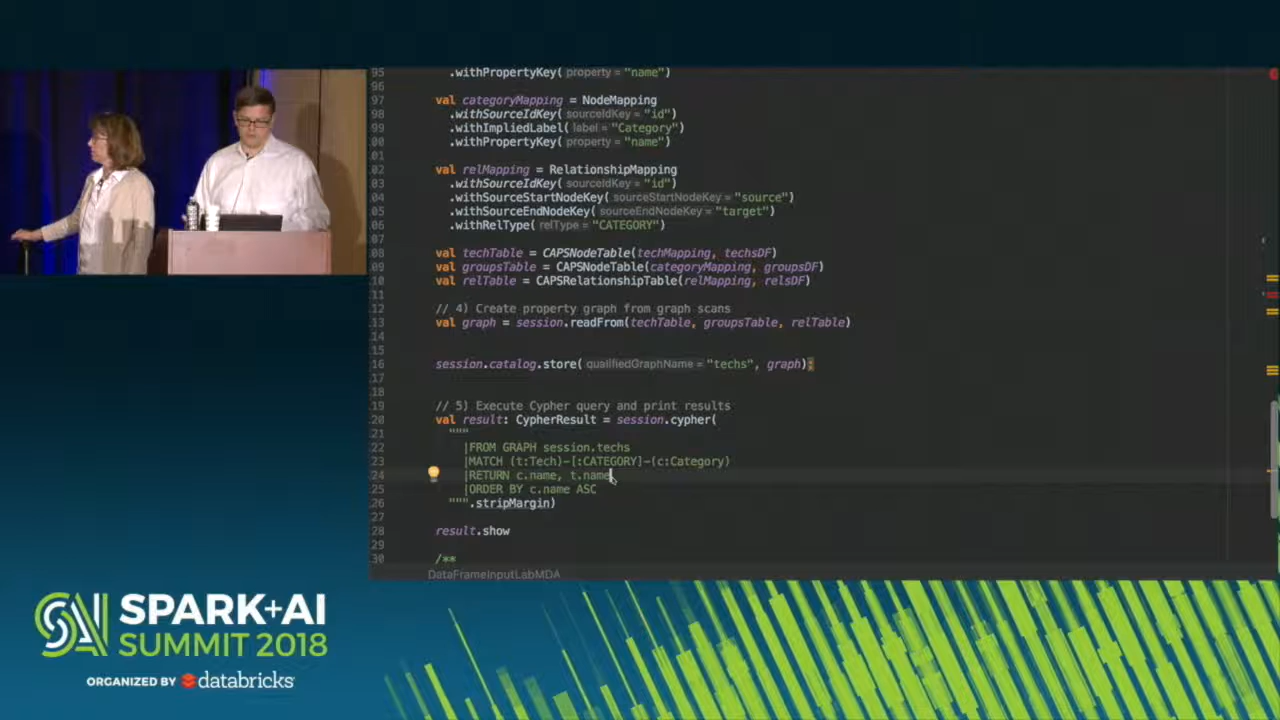 95 .withPropertyKey( property = "name")
96
97 val categoryMapping = NodeMapping
98 .withSourceIdKey( sourceIdKey = "id")
99 .withImpliedLabel( label = "Category")
00 .withPropertyKey( property = "name")
01
02 val relMapping = RelationshipMapping
03 .withSourceIdKey( sourceIdKey = "id")
04 .withSourceStartNodeKey( sourceStartNodeKey = "source")
05 .withSourceEndNodeKey( sourceEndNodeKey = "target")
06 .withRelType( relType = "CATEGORY")
07
08 val techTable = CAPSNodeTable(techMapping, techsDF)
09 val groupsTable = CAPSNodeTable(categoryMapping, groupsDF)
10 val relTable = CAPSRelationshipTable(relMapping, relsDF)
11
12 // 4) Create property graph from graph scans
13 val graph = session.readFrom(techTable, groupsTable, relTable)
14
15
16 session.catalog.store( qualifiedGraphName = "techs", graph);
17
18
19 // 5) Execute Cypher query and print results
20 val result: CypherResult = session.cypher(
21 """
22 |FROM GRAPH session.techs
23 |MATCH (t:Tech)-[:CATEGORY]-(c:Category)
24 |RETURN c.name, t.name
25 |ORDER BY c.name ASC
26 """.stripMargin)
27
28 result.show
29
30 /**
DataFrameInputLabMDA
SPARK+AI
SUMMIT 2018
ORGANIZED BY databricks